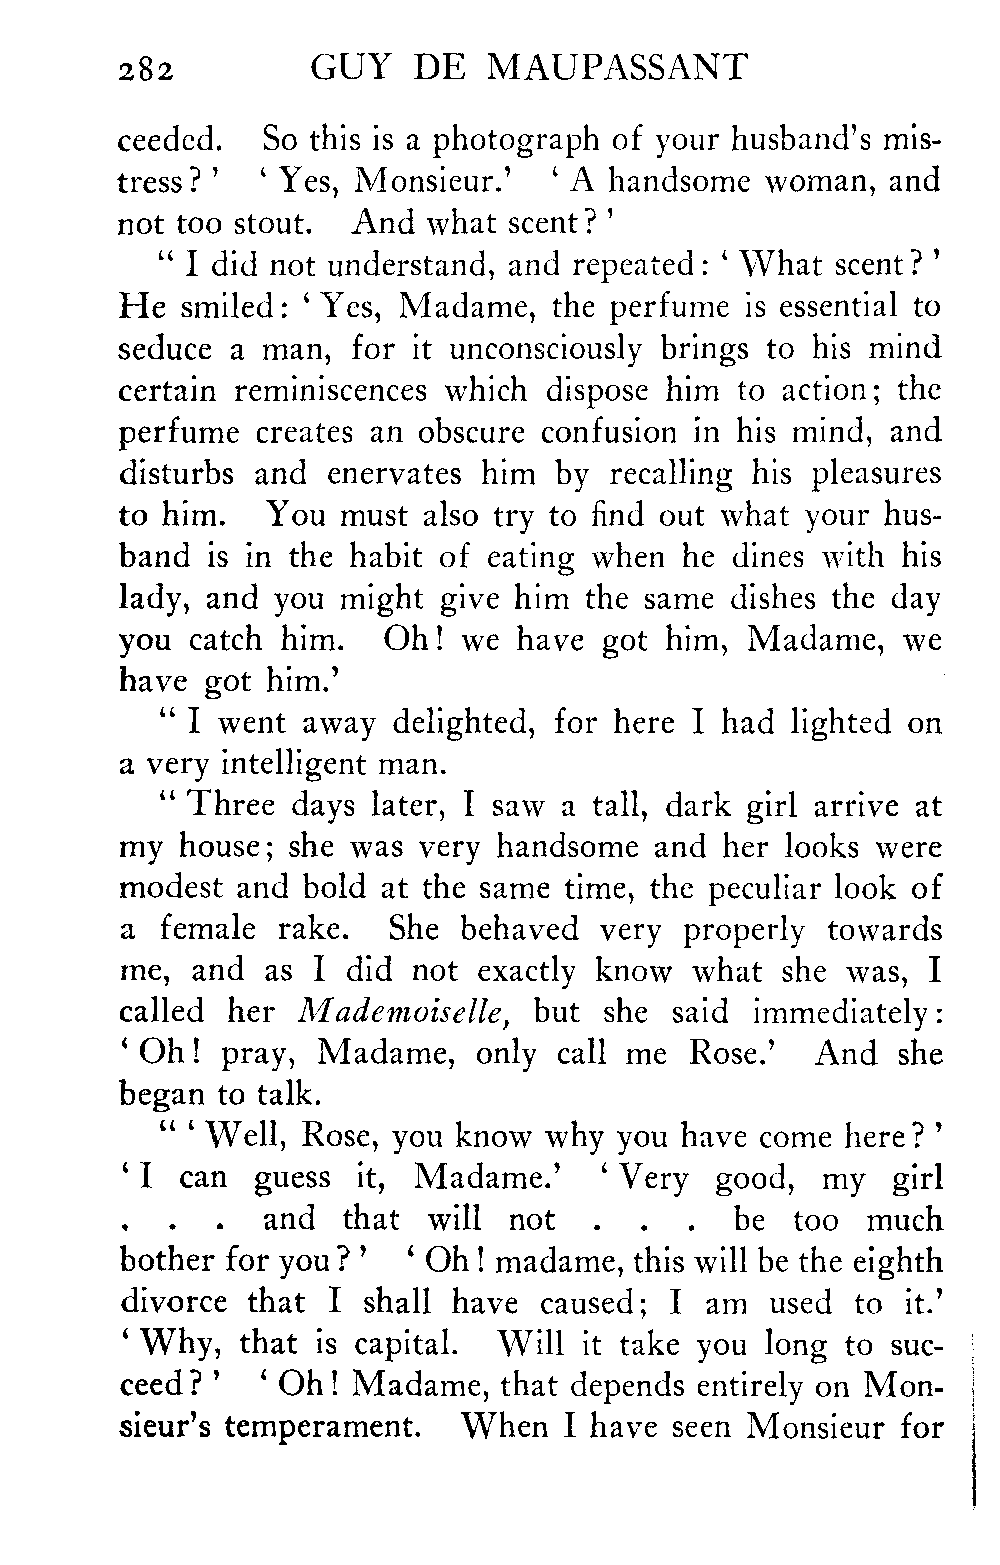 282 GUY DE MAUPASSANT
ceeded. So this is a photograph of your husband's mis-
tress?' 'Yes, Monsieur.' 'A handsome woman, and
not too stout. And what scent?'
"I did not understand, and repeated: 'What scent?'
He smiled: 'Yes, Madame, the perfume is essential to
seduce a man, for it unconsciously brings to his mind
certain reminiscences which dispose him to action; the
perfume creates an obscure confusion in his mind, and
disturbs and enervates him by recalling his pleasures
to him. You must also try to find out what your hus-
band is in the habit of eating when he dines with his
lady, and you might give him the same dishes the day
you catch him. Oh! we have got him, Madame, we
have got him.'
"I went away delighted, for here I had lighted on
a very intelligent man.
"Three days later, I saw a tall, dark girl arrive at
my house; she was very handsome and her looks were
modest and bold at the same time, the peculiar look of
a female rake. She behaved very properly towards
me, and as I did not exactly know what she was, I
called her Mademoiselle, but she said immediately:
'Oh! pray, Madame, only call me Rose.' And she
began to talk.
"'Well, Rose, you know why you have come here?'
'I can guess it, Madame.' 'Very good, my girl
. . . and that will not . . . be too much
bother for you?' 'Oh! madame, this will be the eighth
divorce that I shall have caused; I am used to it.'
'Why, that is capital. Will it take you long to suc-
ceed?' 'Oh! Madame, that depends entirely on Mon-
sieur's temperament. When I have seen Monsieur for